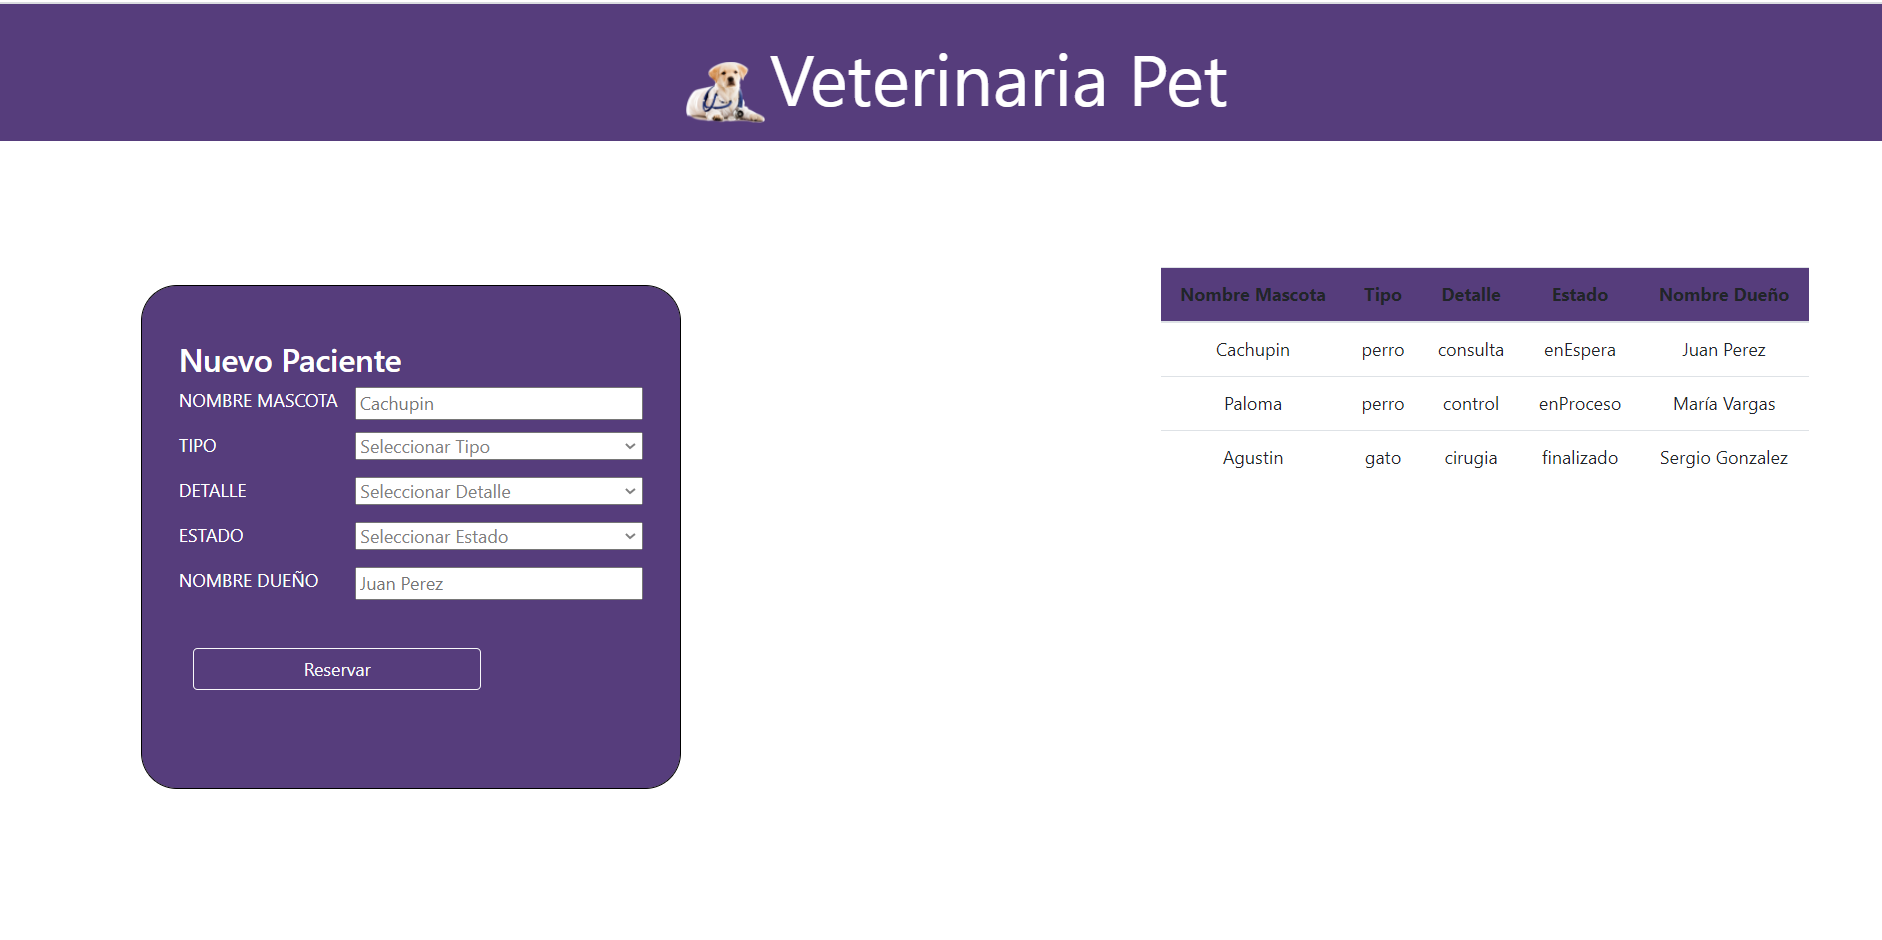 Veterinaria Pet
Nuevo Paciente
NOMBRE MASCOTA Cachupin
TIPO Seleccionar Tipo
DETALLE Seleccionar Detalle
ESTADO Seleccionar Estado
NOMBRE DUEÑO Juan Perez
Reservar
Nombre Mascota Tipo Detalle Estado Nombre Dueño
Cachupin perro consulta enEspera Juan Perez
Paloma perro control enProceso María Vargas
Agustin gato cirugia finalizado Sergio Gonzalez